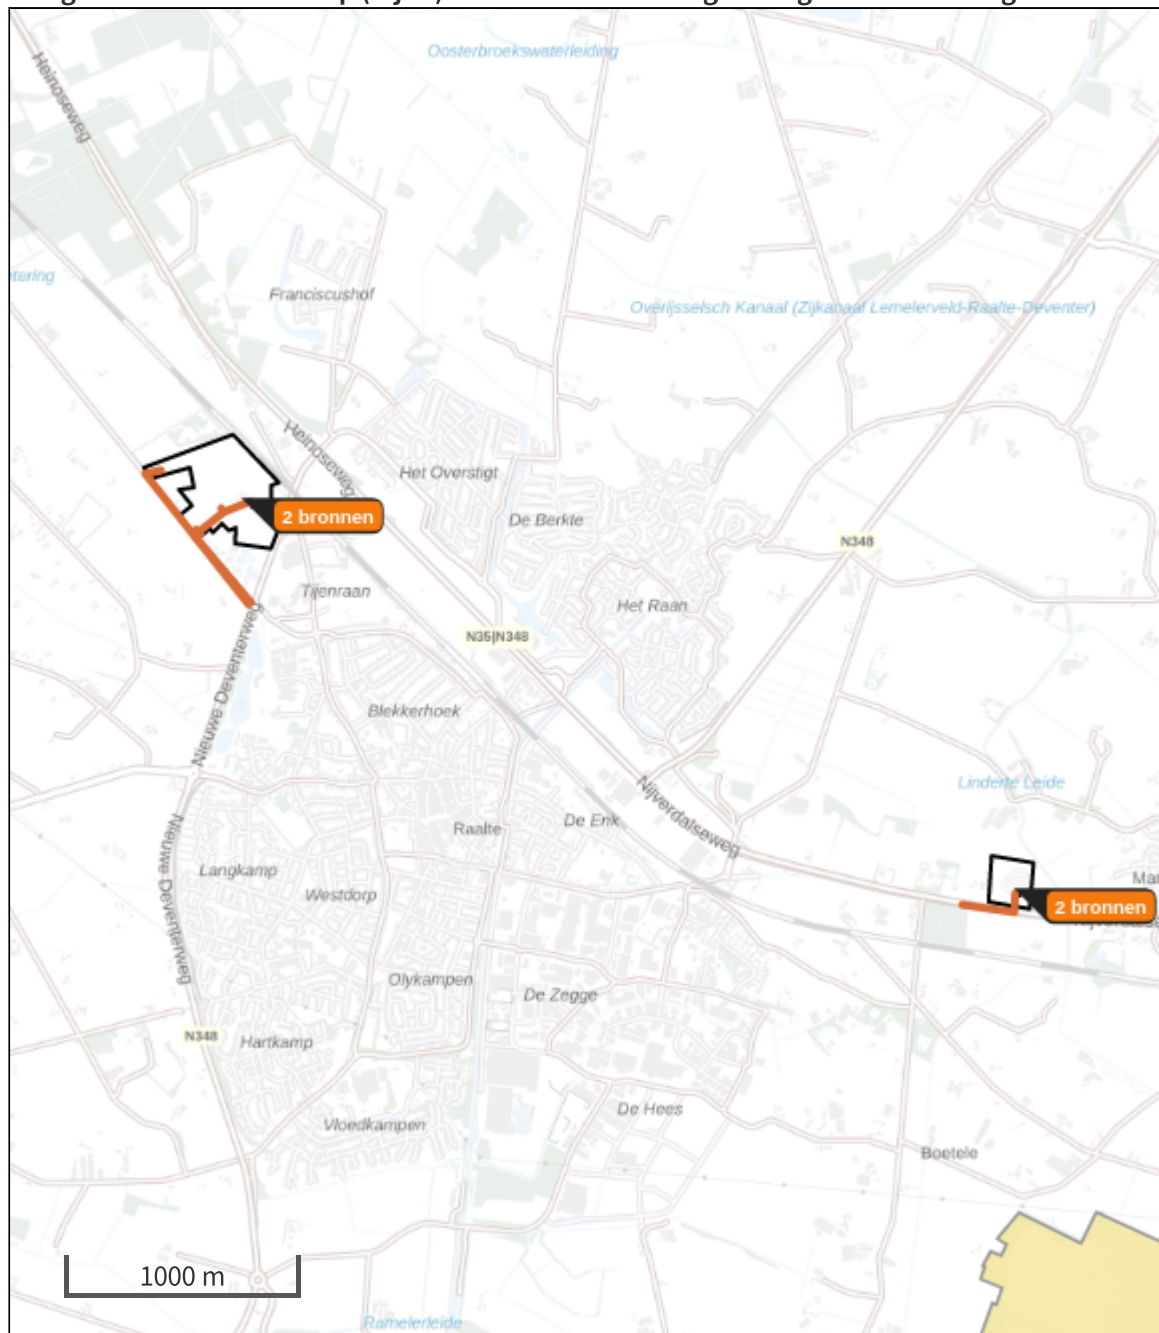 Oosterbroekswaterleiding
Heinoseweg
tering
Franciscushof
Overijsselsch Kanaal (Zijkanaal Lemelerveld-Raalte-Deventer)
Heinoseweg
Het Overstigt
De Berkte
2 bronnen
N348
Tijenraan
Het Raan
N35|N348
Nieuwe Deventerweg
Blekkerhoek
Linderte Leide
Nijverdalseweg
Raalte
De Enk
Nieuwe Deventerweg
Langkamp
Westdorp
Mar
2 bronnen
Olykampen
De Zegge
N348
Hartkamp
De Hees
Vloedkampen
Boetele
1000 m
Ramelerleide